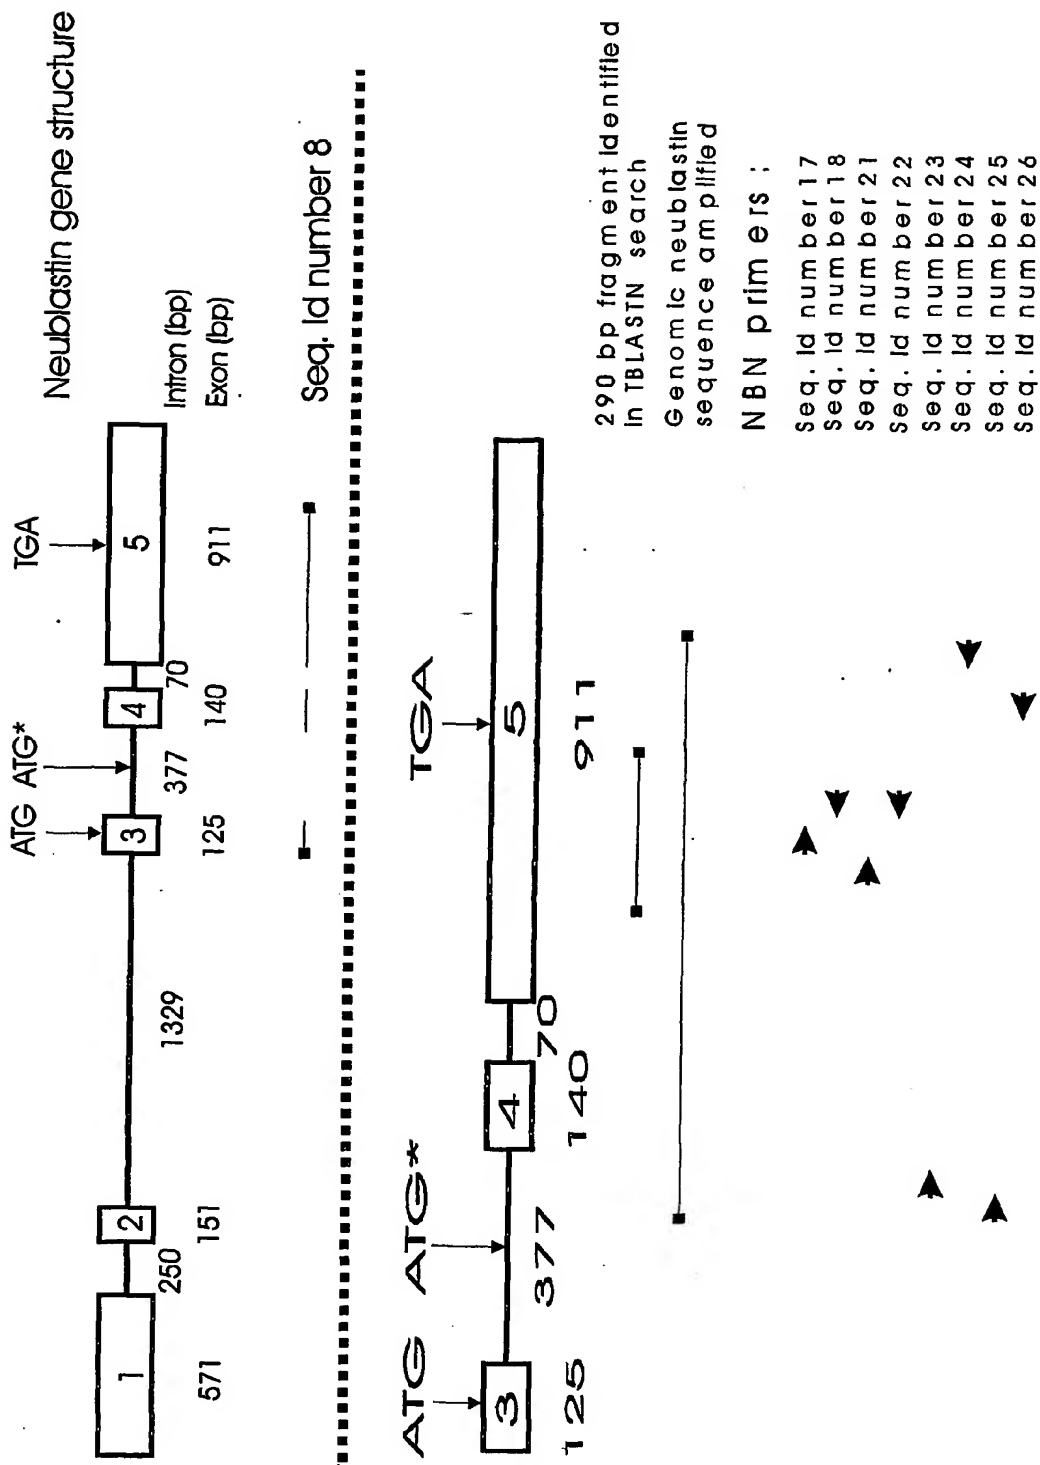 Neublastin gene structure
ATG ATG* TGA
1 2 3 4 5
250 1329 377 70 Intron (bp)
571 151 125 140 911 Exon (bp)
Seq. Id number 8
ATG ATG* TGA
3 4 5
377 70
125 140 911
290 bp fragment identified
in TBLASTN search
Genomic neublastin
sequence amplified
NBN primers :
Seq. Id number 17
Seq. Id number 18
Seq. Id number 21
Seq. Id number 22
Seq. Id number 23
Seq. Id number 24
Seq. Id number 25
Seq. Id number 26